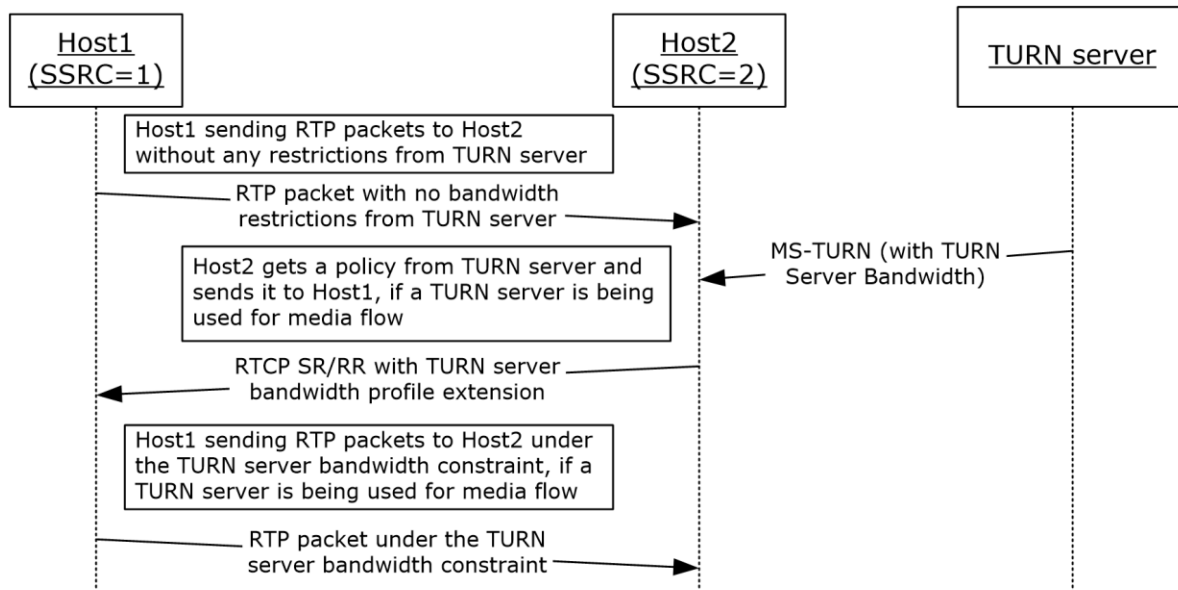 Host1
(SSRC=1)
Host2
(SSRC=2)
TURN server
Host1 sending RTP packets to Host2
without any restrictions from TURN server
RTP packet with no bandwidth
restrictions from TURN server
MS-TURN (with TURN
Server Bandwidth)
Host2 gets a policy from TURN server and
sends it to Host1, if a TURN server is being
used for media flow
RTCP SR/RR with TURN server
bandwidth profile extension
Host1 sending RTP packets to Host2 under
the TURN server bandwidth constraint, if a
TURN server is being used for media flow
RTP packet under the TURN
server bandwidth constraint